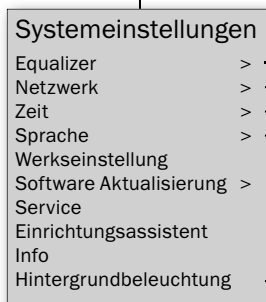 Systemeinstellungen
Equalizer >
Netzwerk >
Zeit >
Sprache >
Werkseinstellung
Software Aktualisierung >
Service
Einrichtungsassistent
Info
Hintergrundbeleuchtung